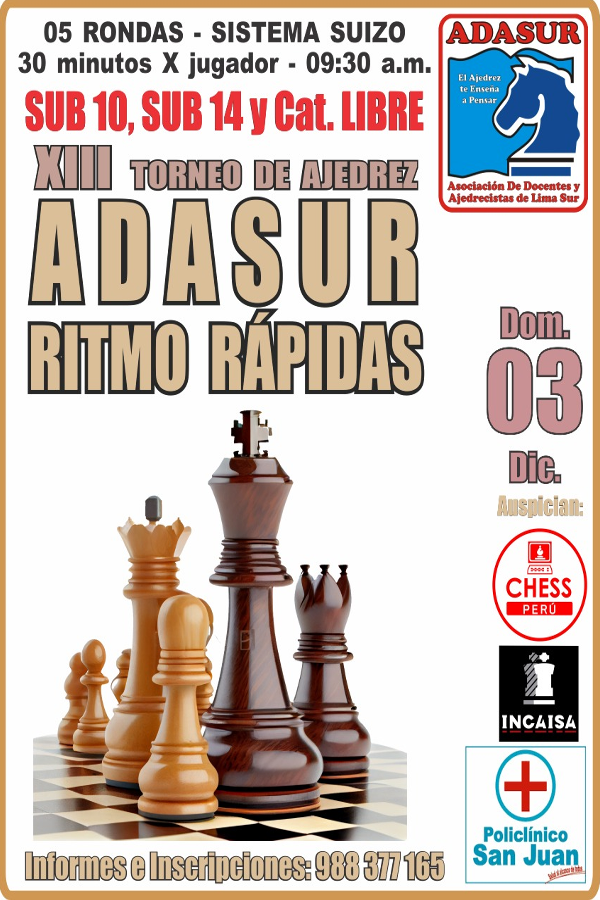 05 RONDAS - SISTEMA SUIZO
30 minutos X jugador - 09:30 a.m.
SUB 10, SUB 14 y Cat. LIBRE
ADASUR
El Ajedrez
te Enseña
a Pensar
Asociación De Docentes y
Ajedrecistas de Lima Sur
XIII TORNEO DE AJEDREZ
ADASUR
RITMO RÁPIDAS
Dom.
03
Dic.
Auspician:
CHESS
PERÚ
INCAISA
Policlínico
San Juan
Informes e Inscripciones: 988 377 165